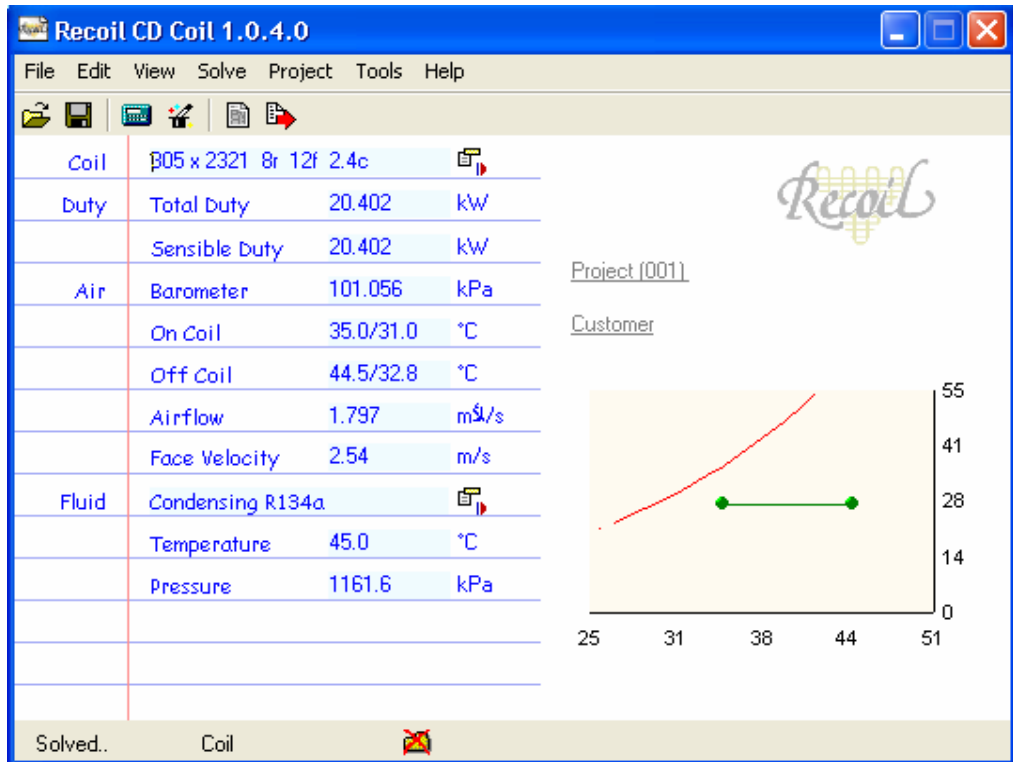 Recoil CD Coil 1.0.4.0
File Edit View Solve Project Tools Help
Coil 305 x 2321 8r 12f 2.4c
Duty Total Duty 20.402 kW
Sensible Duty 20.402 kW
Air Barometer 101.056 kPa
On Coil 35.0/31.0 °C
Off Coil 44.5/32.8 °C
Airflow 1.797 mŚł/s
Face Velocity 2.54 m/s
Fluid Condensing R134a
Temperature 45.0 °C
Pressure 1161.6 kPa
Recoil
Project (001)
Customer
55
41
28
14
0
25 31 38 44 51
Solved.. Coil